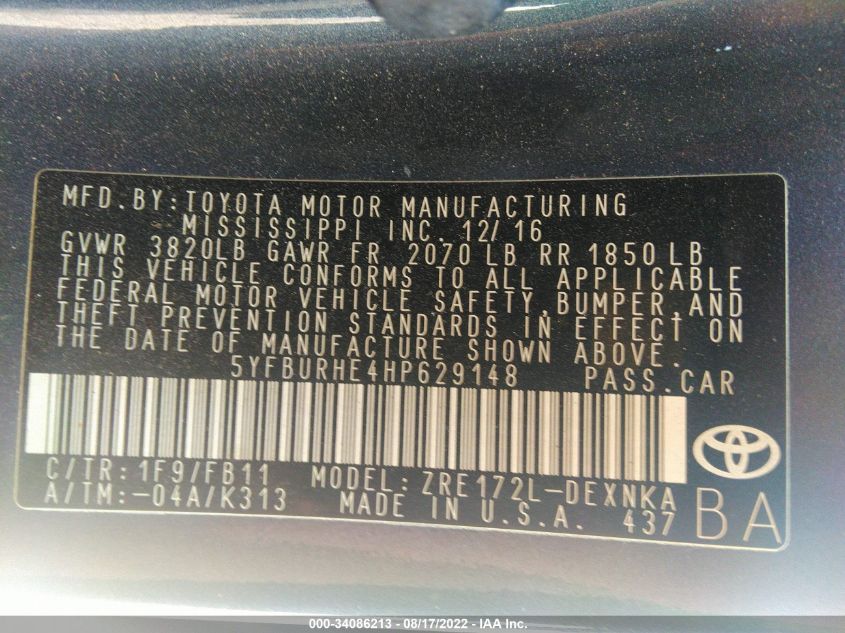 MFD.BY:TOYOTA MOTOR MANUFACTURING
MISSISSIPPI INC. 12/16
GVWR 3820LB GAWR FR 2070 LB RR 1850 LB
THIS VEHICLE CONFORMS TO ALL APPLICABLE
FEDERAL MOTOR VEHICLE SAFETY,BUMPER,AND
THEFT PREVENTION STANDARDS IN EFFECT ON
THE DATE OF MANUFACTURE SHOWN ABOVE.
5YFBURHE4HP629148 PASS.CAR
C/TR:1F9/FB11 MODEL:ZRE172L-DEXNKA
A/TM:-04A/K313 MADE IN U.S.A. 437
BA
000-34086213 - 08/17/2022 - IAA Inc.